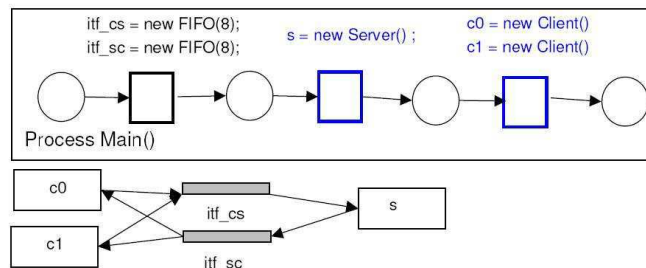 itf_cs = new FIFO(8);
itf_sc = new FIFO(8);
s = new Server() ;
c0 = new Client()
c1 = new Client()
Process Main()
c0
itf_cs
s
c1
itf_sc